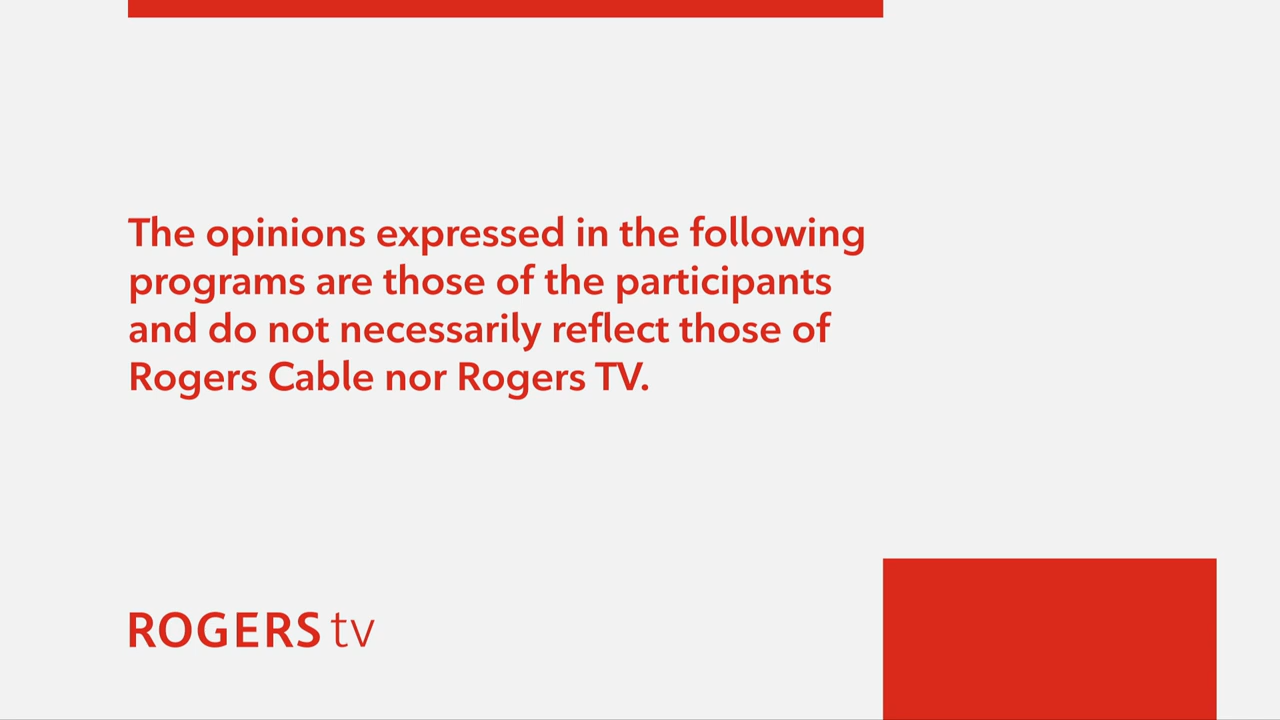 The opinions expressed in the following
programs are those of the participants
and do not necessarily reflect those of
Rogers Cable nor Rogers TV.
ROGERS tv